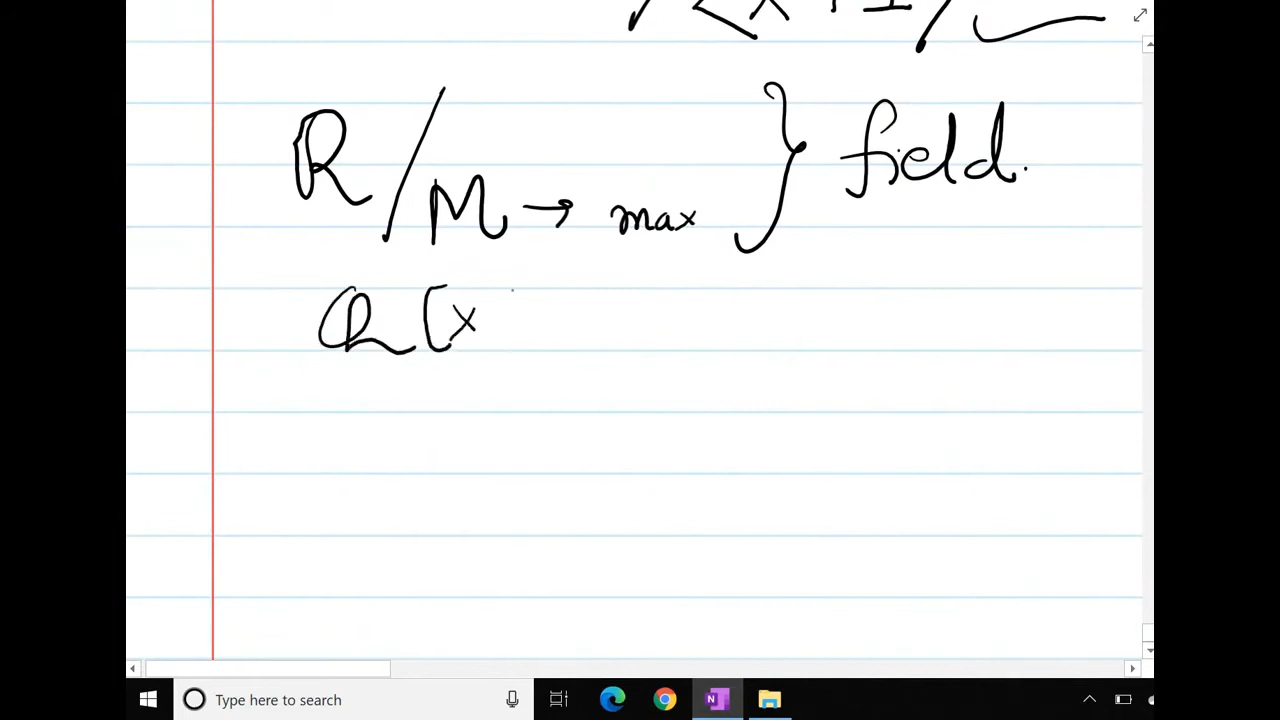 R/M → max } field.
Q[x
Type here to search